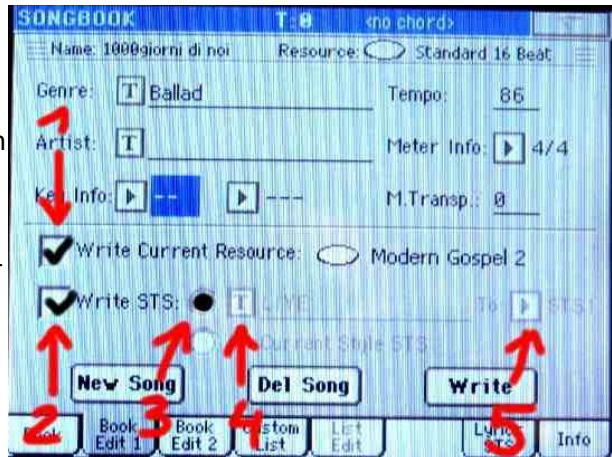 SONGBOOK T:0 <no chord>
Name: 1000giorni di noi Resource: Standard 16 Beat
Genre: T Ballad Tempo: 86
Artist: T Meter Info: 4/4
Key Info: -- --- M.Transp.: 0
1
Write Current Resource: Modern Gospel 2
Write STS: T LIVE To STS1
Current Style STS
New Song Del Song Write
2 3 4 5
Book Book Edit 1 Book Edit 2 Custom List List Edit Info